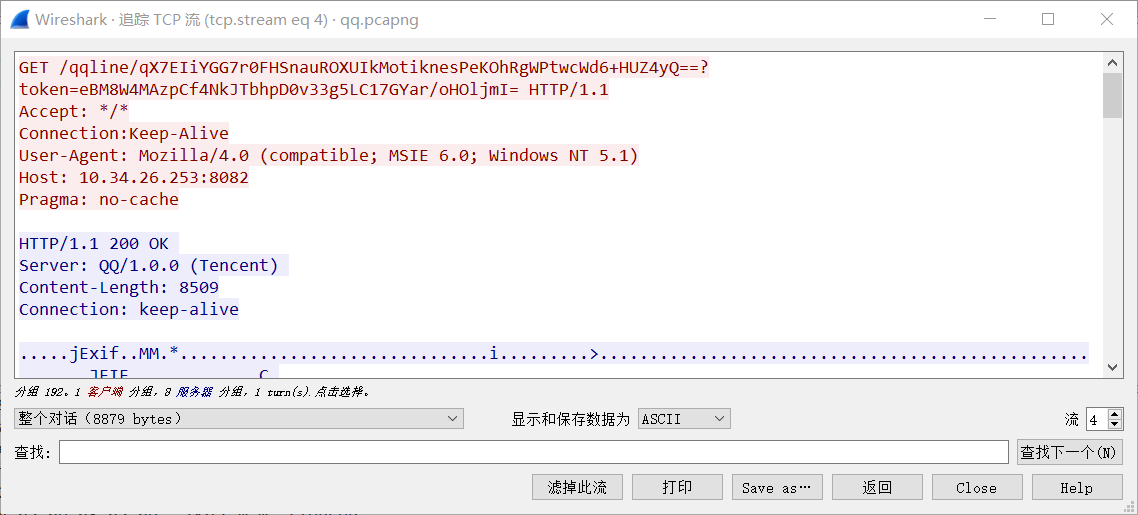 Wireshark · 追踪 TCP 流 (tcp.stream eq 4) · qq.pcapng
GET /qqline/qX7EIiYGG7r0FHSnauROXUIkMotiknesPeKOhRgWPtwcWd6+HUZ4yQ==?
token=eBM8W4MAzpCf4NkJTbhpD0v33g5LC17GYar/oHOljmI= HTTP/1.1
Accept: */*
Connection:Keep-Alive
User-Agent: Mozilla/4.0 (compatible; MSIE 6.0; Windows NT 5.1)
Host: 10.34.26.253:8082
Pragma: no-cache
HTTP/1.1 200 OK
Server: QQ/1.0.0 (Tencent)
Content-Length: 8509
Connection: keep-alive
.....jExif..MM.*...............................i.........>.................................................
分组 192。1 客户端 分组，8 服务器 分组，1 turn(s).点击选择。
整个对话（8879 bytes）
显示和保存数据为 ASCII
流 4
查找:
查找下一个(N)
滤掉此流
打印
Save as…
返回
Close
Help